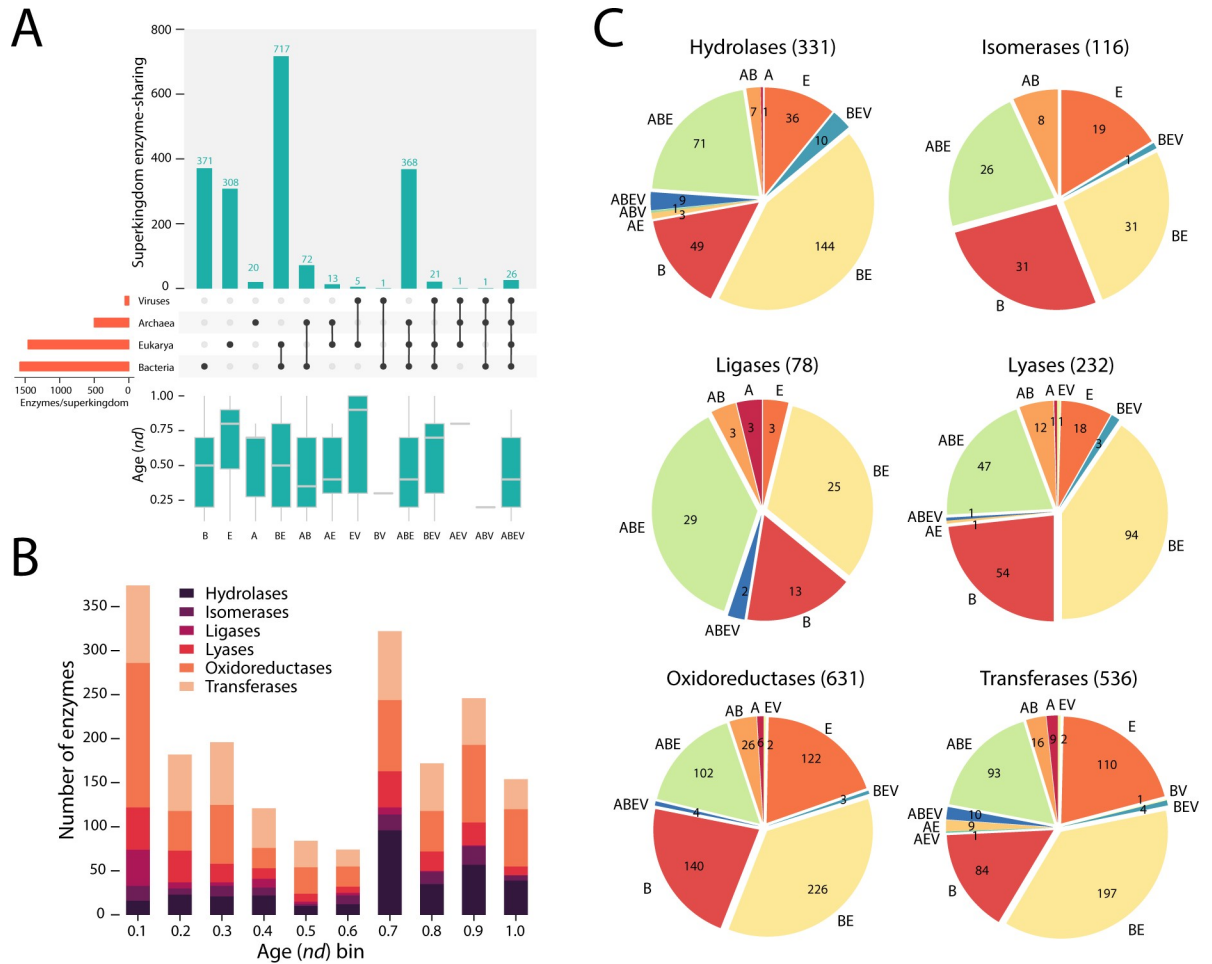 A
Superkingdom enzyme-sharing
800
600
400
200
0
371
308
20
717
72
13
5
1
368
21
1
1
26
Viruses
Archaea
Eukarya
Bacteria
1500 1000 500 0
Enzymes/superkingdom
Age (nd)
1.00
0.75
0.50
0.25
B E A BE AB AE EV BV ABE BEV AEV ABV ABEV
B
Number of enzymes
350
300
250
200
150
100
50
0
Hydrolases
Isomerases
Ligases
Lyases
Oxidoreductases
Transferases
0.1 0.2 0.3 0.4 0.5 0.6 0.7 0.8 0.9 1.0
Age (nd) bin
C
Hydrolases (331)
AB A E
BEV
ABE
7 1 36
10
71
ABEV 9
ABV 1
AE 3
B 49
144 BE
Isomerases (116)
AB E
8 19
BEV
1
ABE 26
31 BE
31
B
Ligases (78)
AB A E
3 3 3
BE
25
ABE 29
2 13
ABEV B
Lyases (232)
AB A EV E
BEV
12 1 1 18
3
ABE
47
ABEV 1
AE 1
94 BE
54
B
Oxidoreductases (631)
AB A EV E
26 6 2 122
ABE
102
BEV
3
ABEV 4
140
B
226
BE
Transferases (536)
AB A EV E
16 9 2 110
ABE
93
BV
1
BEV
4
ABEV 10
AE 9
AEV 1
84
B
197
BE